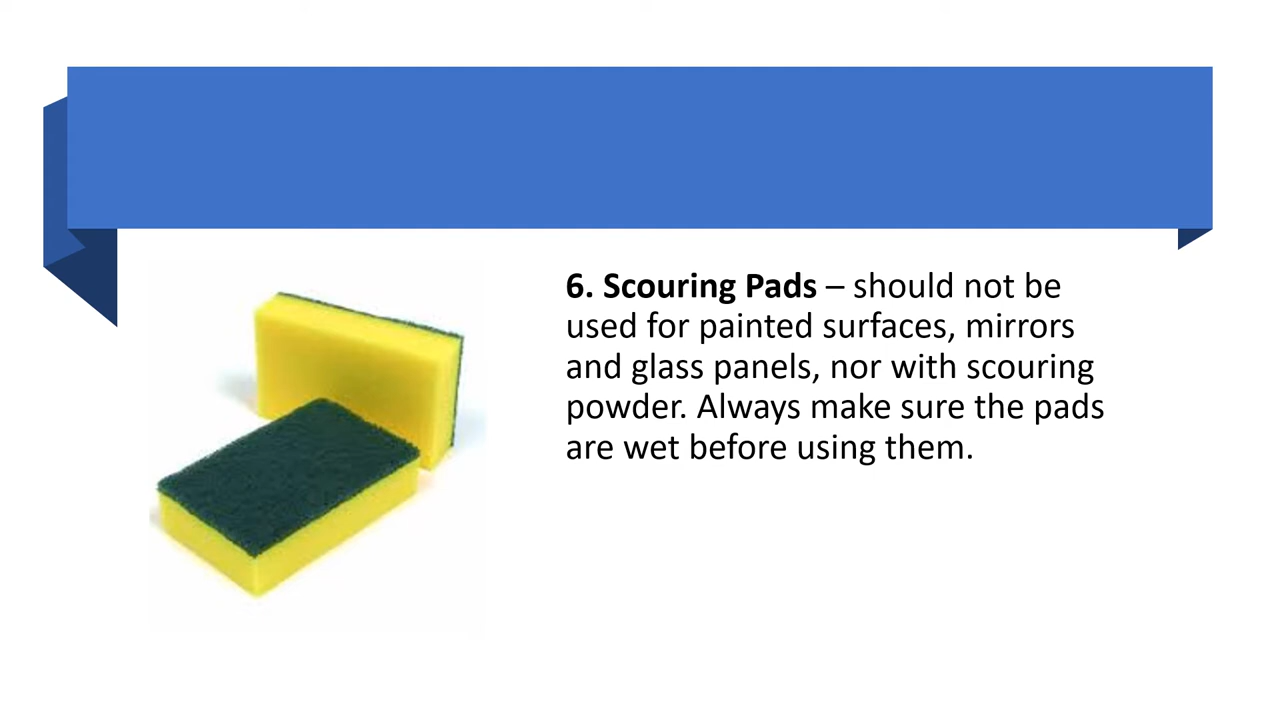 6. Scouring Pads – should not be
used for painted surfaces, mirrors
and glass panels, nor with scouring
powder. Always make sure the pads
are wet before using them.